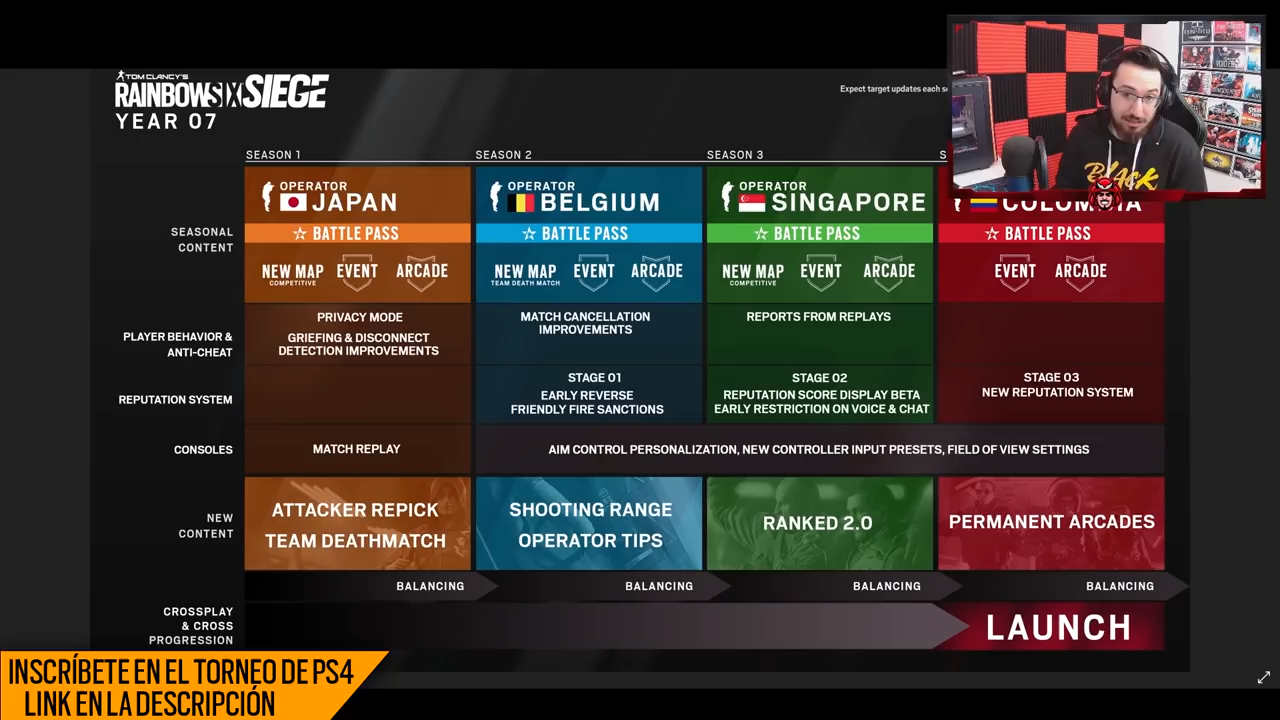 TOM CLANCY'S
RAINBOWSIX SIEGE
YEAR 07
Expect target updates each
SEASON 1
SEASON 2
SEASON 3
SEASONAL CONTENT
OPERATOR
JAPAN
BATTLE PASS
NEW MAP
COMPETITIVE
EVENT
ARCADE
OPERATOR
BELGIUM
BATTLE PASS
NEW MAP
TEAM DEATH MATCH
EVENT
ARCADE
OPERATOR
SINGAPORE
BATTLE PASS
NEW MAP
COMPETITIVE
EVENT
ARCADE
BATTLE PASS
EVENT
ARCADE
PLAYER BEHAVIOR &
ANTI-CHEAT
PRIVACY MODE
GRIEFING & DISCONNECT
DETECTION IMPROVEMENTS
MATCH CANCELLATION
IMPROVEMENTS
REPORTS FROM REPLAYS
REPUTATION SYSTEM
STAGE 01
EARLY REVERSE
FRIENDLY FIRE SANCTIONS
STAGE 02
REPUTATION SCORE DISPLAY BETA
EARLY RESTRICTION ON VOICE & CHAT
STAGE 03
NEW REPUTATION SYSTEM
CONSOLES
MATCH REPLAY
AIM CONTROL PERSONALIZATION, NEW CONTROLLER INPUT PRESETS, FIELD OF VIEW SETTINGS
NEW
CONTENT
ATTACKER REPICK
TEAM DEATHMATCH
SHOOTING RANGE
OPERATOR TIPS
RANKED 2.0
PERMANENT ARCADES
BALANCING
BALANCING
BALANCING
BALANCING
CROSSPLAY
& CROSS
PROGRESSION
LAUNCH
INSCRÍBETE EN EL TORNEO DE PS4
LINK EN LA DESCRIPCIÓN